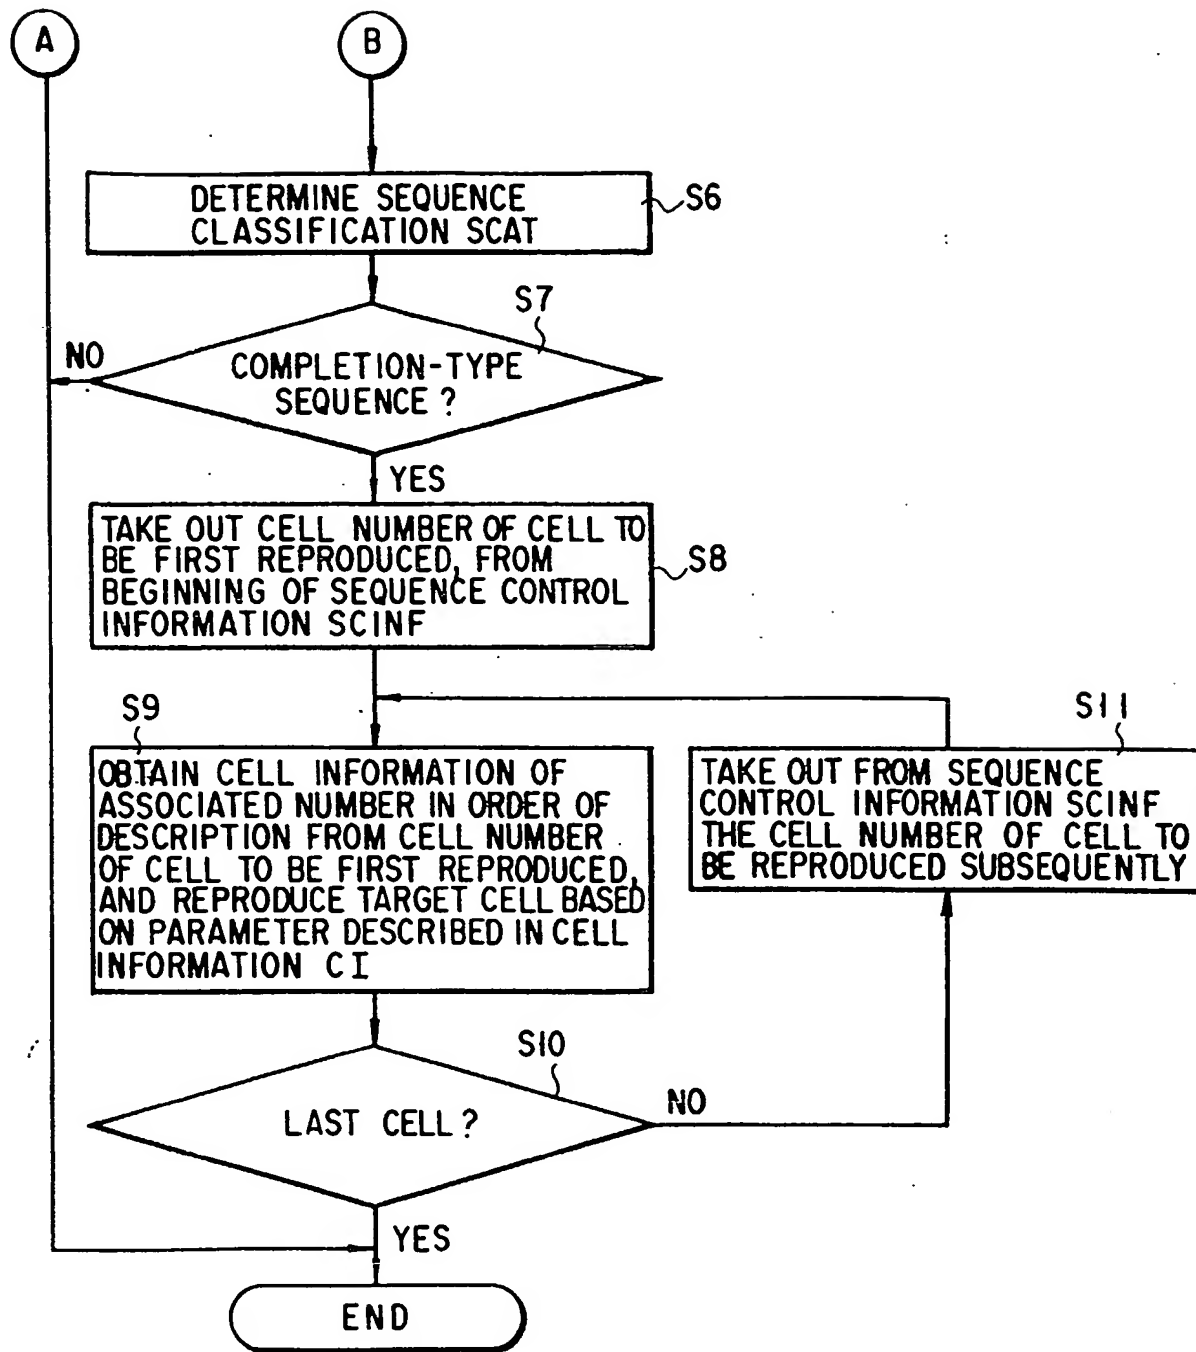 A
B
DETERMINE SEQUENCE
CLASSIFICATION SCAT
S6
S7
NO
COMPLETION-TYPE
SEQUENCE ?
YES
TAKE OUT CELL NUMBER OF CELL TO
BE FIRST REPRODUCED, FROM
BEGINNING OF SEQUENCE CONTROL
INFORMATION SCINF
S8
S9
OBTAIN CELL INFORMATION OF
ASSOCIATED NUMBER IN ORDER OF
DESCRIPTION FROM CELL NUMBER
OF CELL TO BE FIRST REPRODUCED,
AND REPRODUCE TARGET CELL BASED
ON PARAMETER DESCRIBED IN CELL
INFORMATION CI
S11
TAKE OUT FROM SEQUENCE
CONTROL INFORMATION SCINF
THE CELL NUMBER OF CELL TO
BE REPRODUCED SUBSEQUENTLY
S10
LAST CELL ?
NO
YES
END